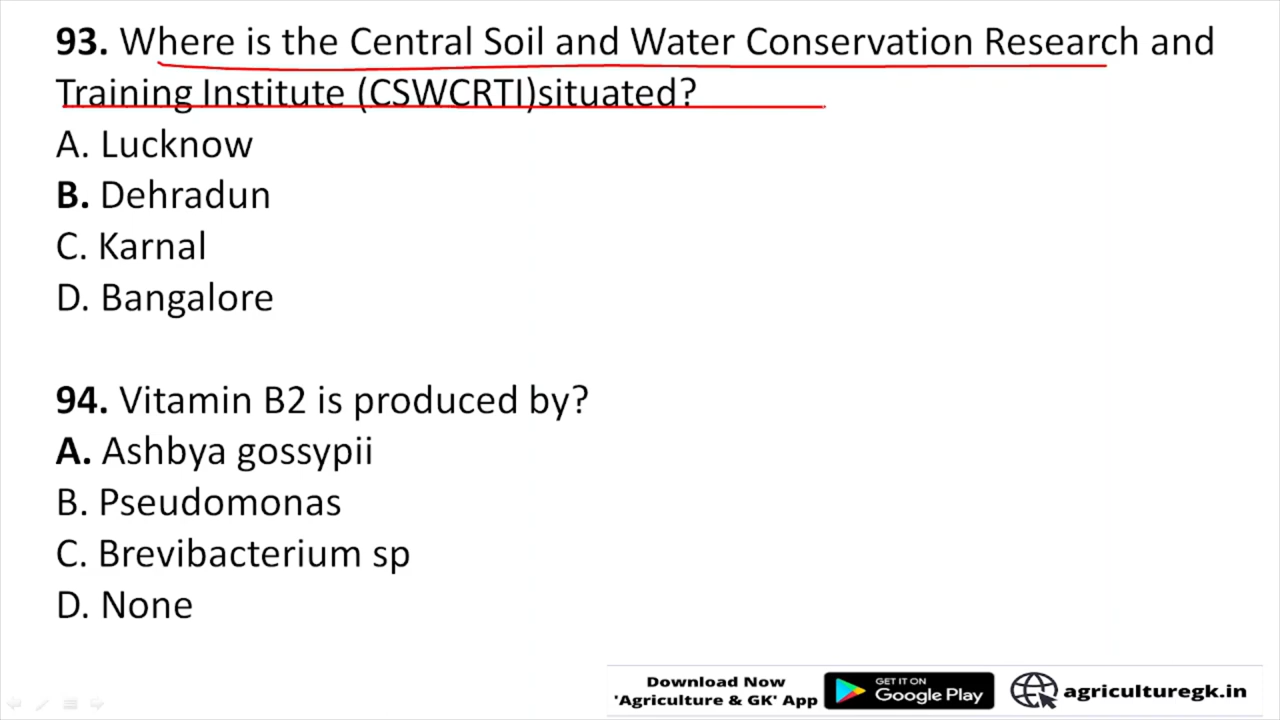 93. Where is the Central Soil and Water Conservation Research and
Training Institute (CSWCRTI)situated?
A. Lucknow
B. Dehradun
C. Karnal
D. Bangalore
94. Vitamin B2 is produced by?
A. Ashbya gossypii
B. Pseudomonas
C. Brevibacterium sp
D. None
Download Now
'Agriculture & GK' App
GET IT ON
Google Play
agriculturegk.in